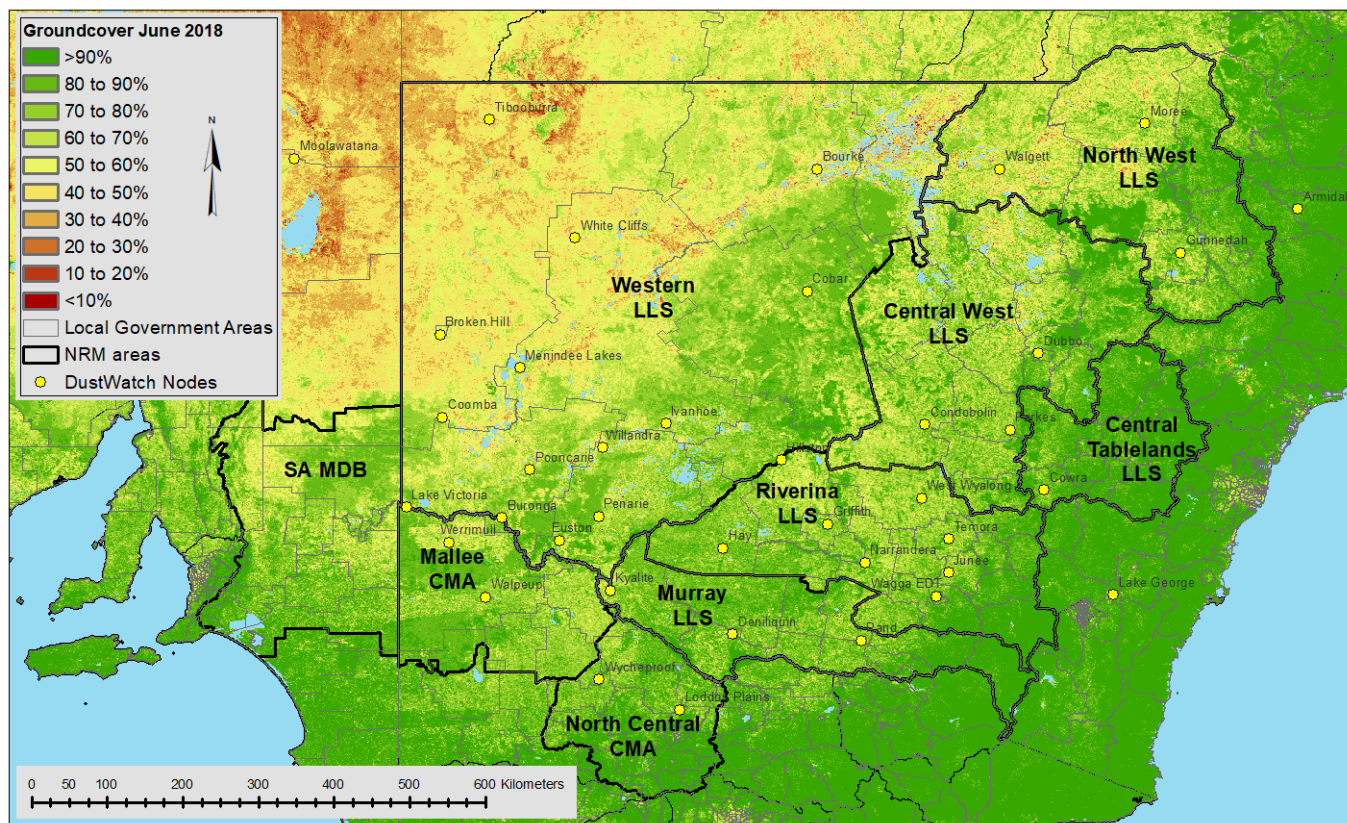 Groundcover June 2018
>90%
80 to 90%
70 to 80%
60 to 70%
50 to 60%
40 to 50%
30 to 40%
20 to 30%
10 to 20%
<10%
Local Government Areas
NRM areas
DustWatch Nodes
N
Tibooburra
Moolawatana
Moree
Bourke
Walgett
North West
LLS
Armidal
White Cliffs
Gunnedah
Cobar
Western
LLS
Central West
LLS
Broken Hill
Dubbo
Menindee Lakes
Coomba
Ivanhoe
Condobolin
Central
Tablelands
LLS
Willandra
SA MDB
Pooncarie
Riverina
LLS
West Wyalong
Cowra
Lake Victoria
Buronga
Penarie
Griffith
Werrimull
Euston
Hay
Temora
Mallee
CMA
Narrandera
Junee
Walpeup
Kyalite
Murray
LLS
Wagga EDT
Lake George
Deniliquin
Rand
Wycheproof
Loddon Plains
North Central
CMA
0 50 100 200 300 400 500 600 Kilometers